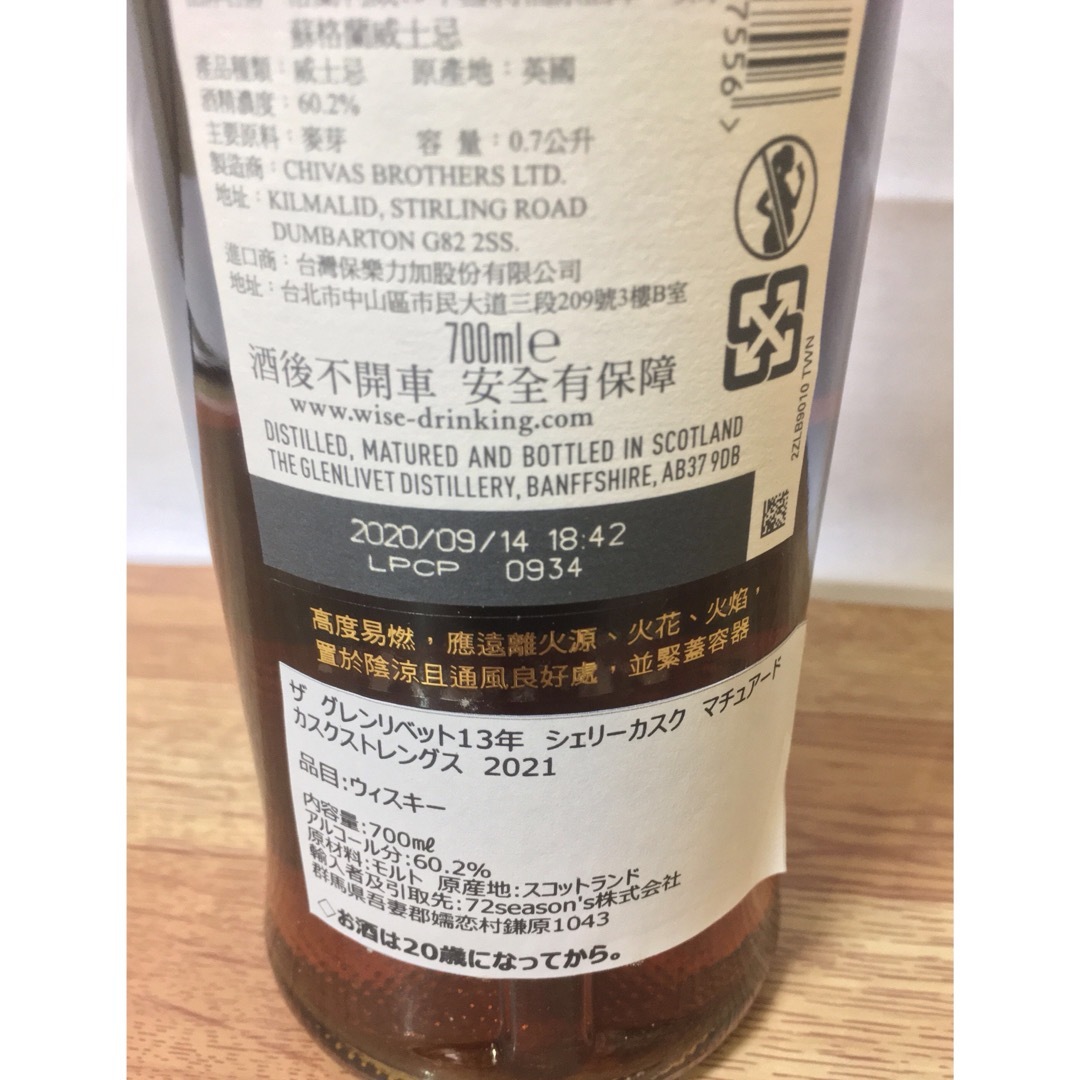 蘇格蘭威士忌
產品種類：威士忌 原產地：英國
酒精濃度：60.2%
主要原料：麥芽 容 量：0.7公升
製造商：CHIVAS BROTHERS LTD.
地址：KILMALID, STIRLING ROAD
DUMBARTON G82 2SS.
進口商：台灣保樂力加股份有限公司
地址：台北市中山區市民大道三段209號3樓B室
700ml e
酒後不開車 安全有保障
www.wise-drinking.com
DISTILLED, MATURED AND BOTTLED IN SCOTLAND
THE GLENLIVET DISTILLERY, BANFFSHIRE, AB37 9DB
7556 >
2ZLB9010 TWN
2020/09/14 18:42
LPCP 0934
高度易燃，應遠離火源、火花、火焰，
置於陰涼且通風良好處，並緊蓋容器
ザ グレンリベット13年 シェリーカスク マチュアード
カスクストレングス 2021
品目:ウィスキー
内容量:700㎖
アルコール分:60.2%
原材料:モルト 原産地:スコットランド
輸入者及引取先:72season's株式会社
群馬県吾妻郡嬬恋村鎌原1043
◇お酒は20歳になってから。